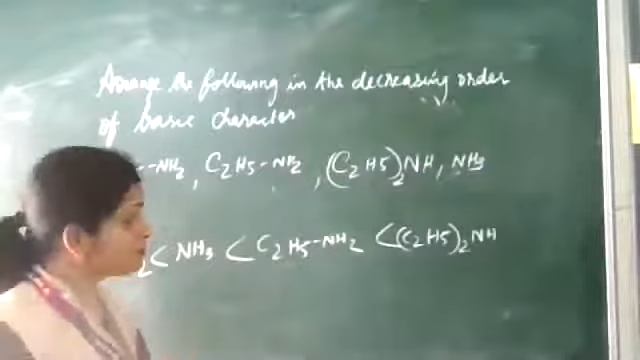 Arrange the following in the decreasing order
of basic character
-NH2, C2H5-NH2, (C2H5)2NH, NH3
2 < NH3 < C2H5-NH2 < (C2H5)2NH